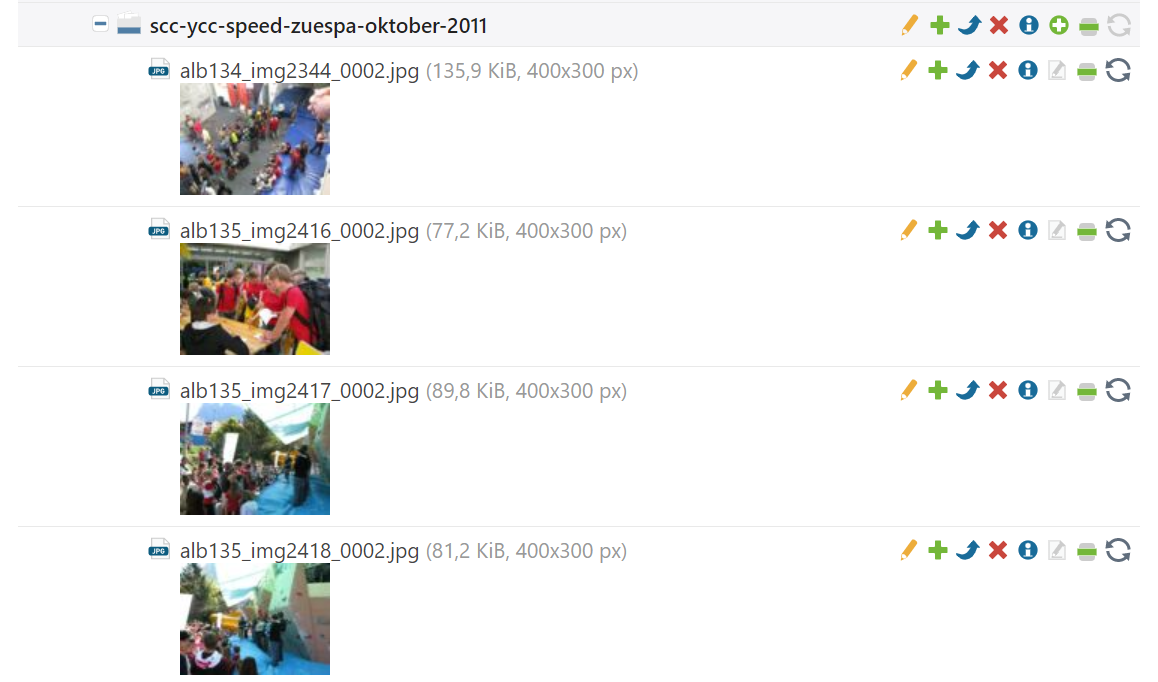 scc-ycc-speed-zuespa-oktober-2011
JPG alb134_img2344_0002.jpg (135,9 KiB, 400x300 px)
JPG alb135_img2416_0002.jpg (77,2 KiB, 400x300 px)
JPG alb135_img2417_0002.jpg (89,8 KiB, 400x300 px)
JPG alb135_img2418_0002.jpg (81,2 KiB, 400x300 px)